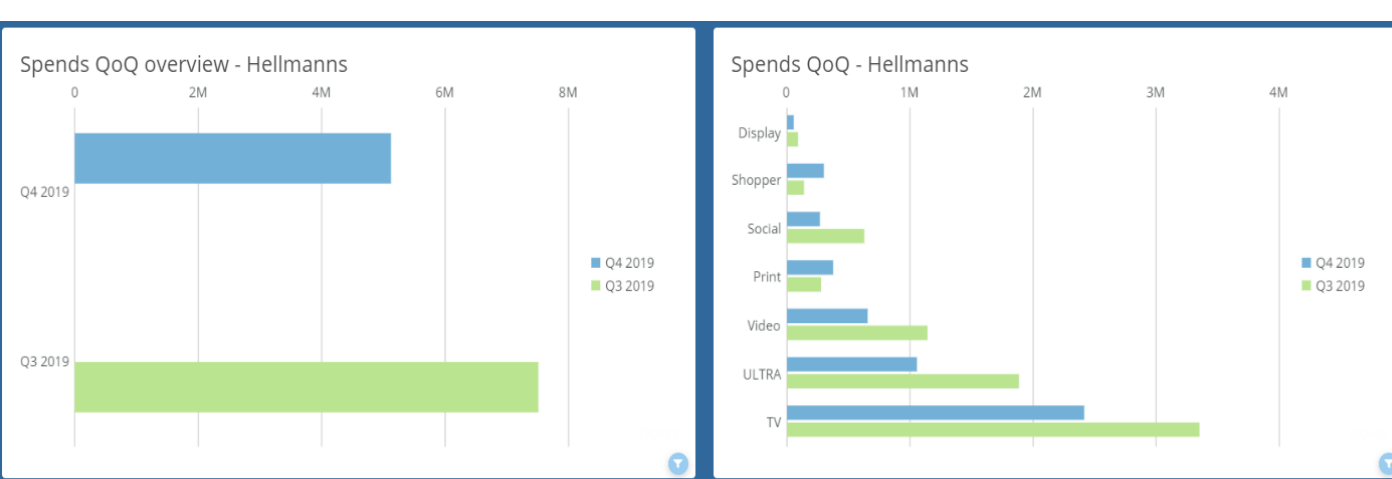 Spends QoQ overview - Hellmanns
0 2M 4M 6M 8M
Q4 2019
Q3 2019
Q4 2019
Q3 2019
Spends QoQ - Hellmanns
0 1M 2M 3M 4M
Display
Shopper
Social
Print
Video
ULTRA
TV
Q4 2019
Q3 2019